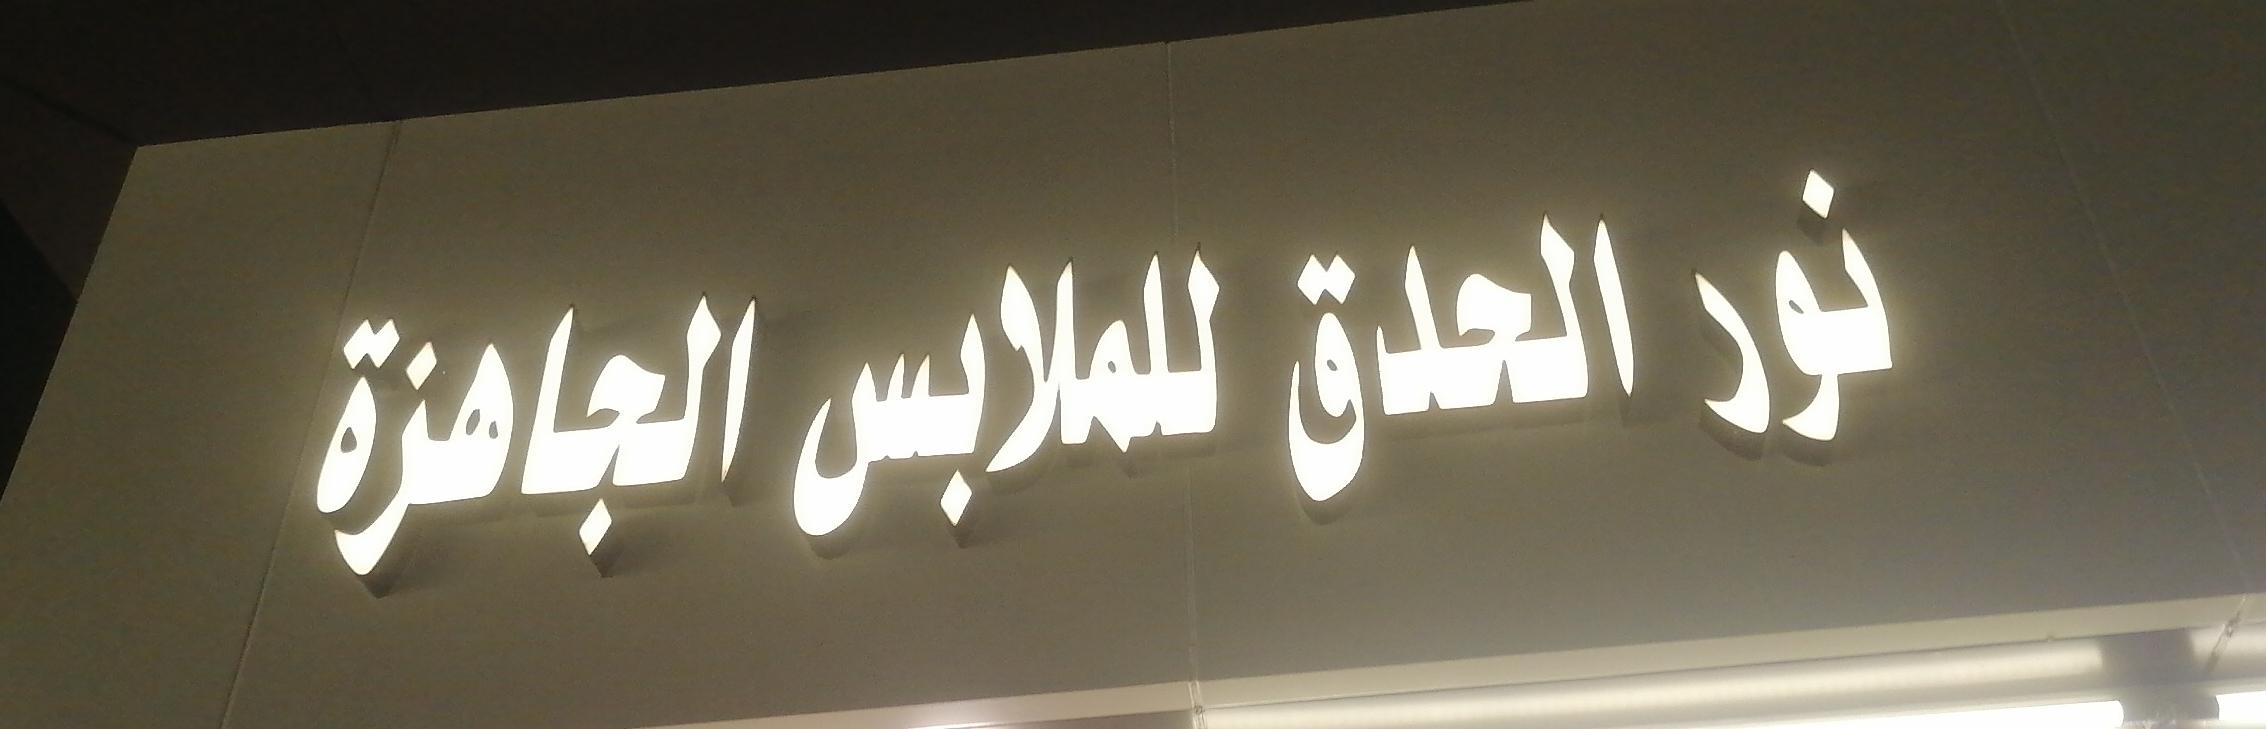 نور الحدق للملابس الجاهزة